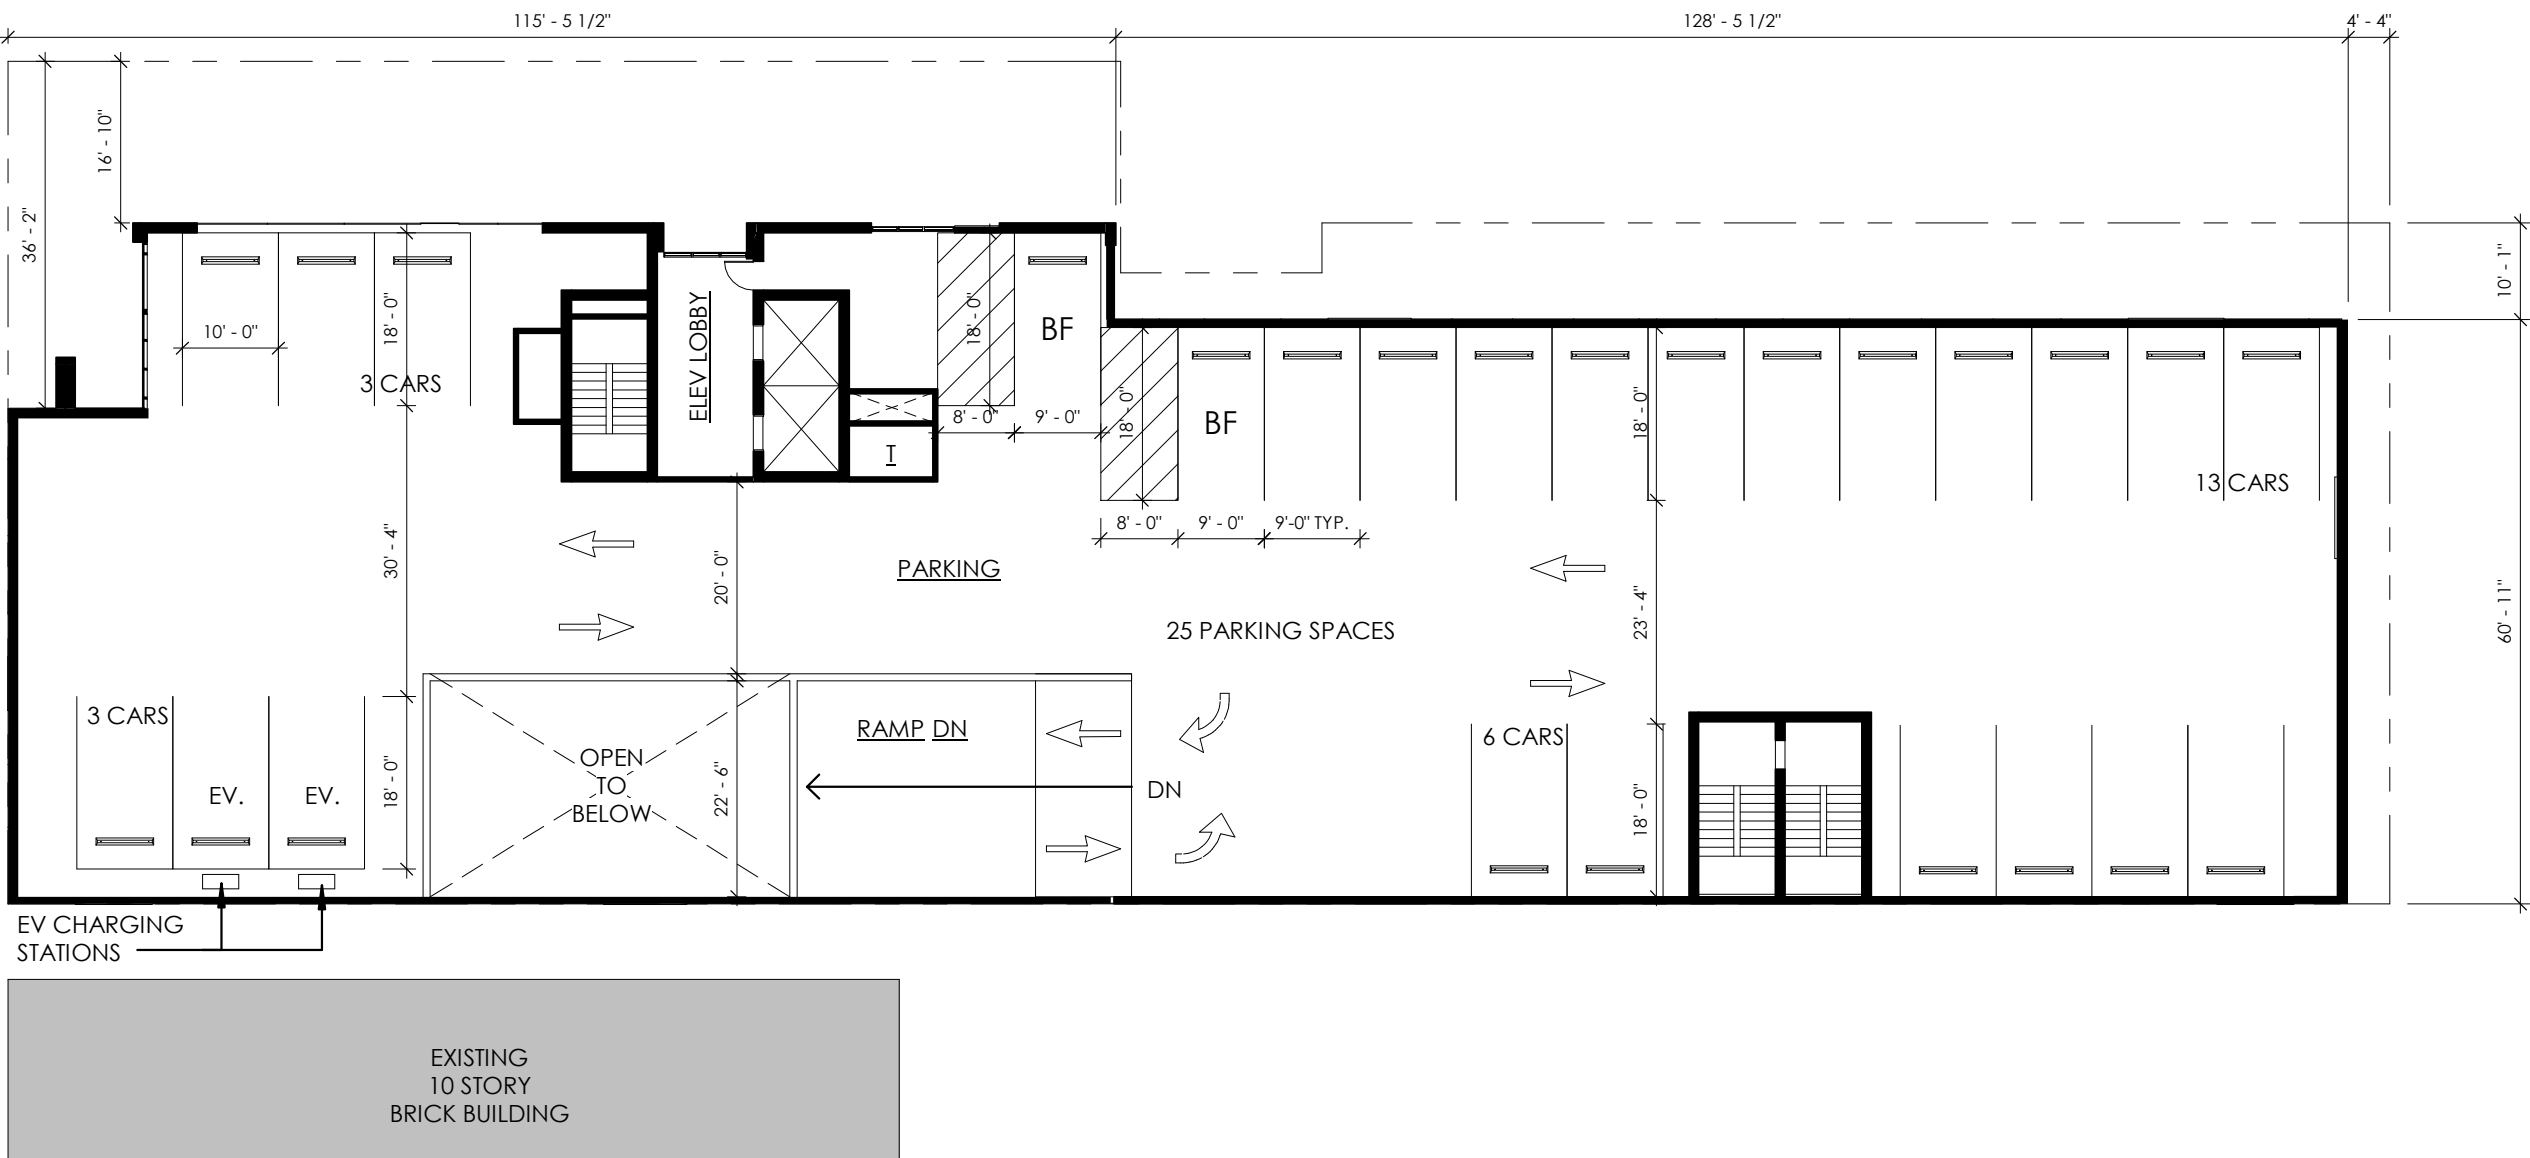 115' - 5 1/2"
128' - 5 1/2"
4' - 4"
16' - 10"
36' - 2"
10' - 1"
60' - 11"
10' - 0"
18' - 0"
3 CARS
ELEV LOBBY
18' - 0"
BF
8' - 0"
9' - 0"
T
18' - 0"
BF
18' - 0"
13 CARS
8' - 0"
9' - 0"
9'-0" TYP.
30' - 4"
20' - 0"
PARKING
23' - 4"
25 PARKING SPACES
3 CARS
EV.
EV.
18' - 0"
OPEN
TO
BELOW
22' - 6"
RAMP DN
DN
6 CARS
18' - 0"
EV CHARGING
STATIONS
EXISTING
10 STORY
BRICK BUILDING